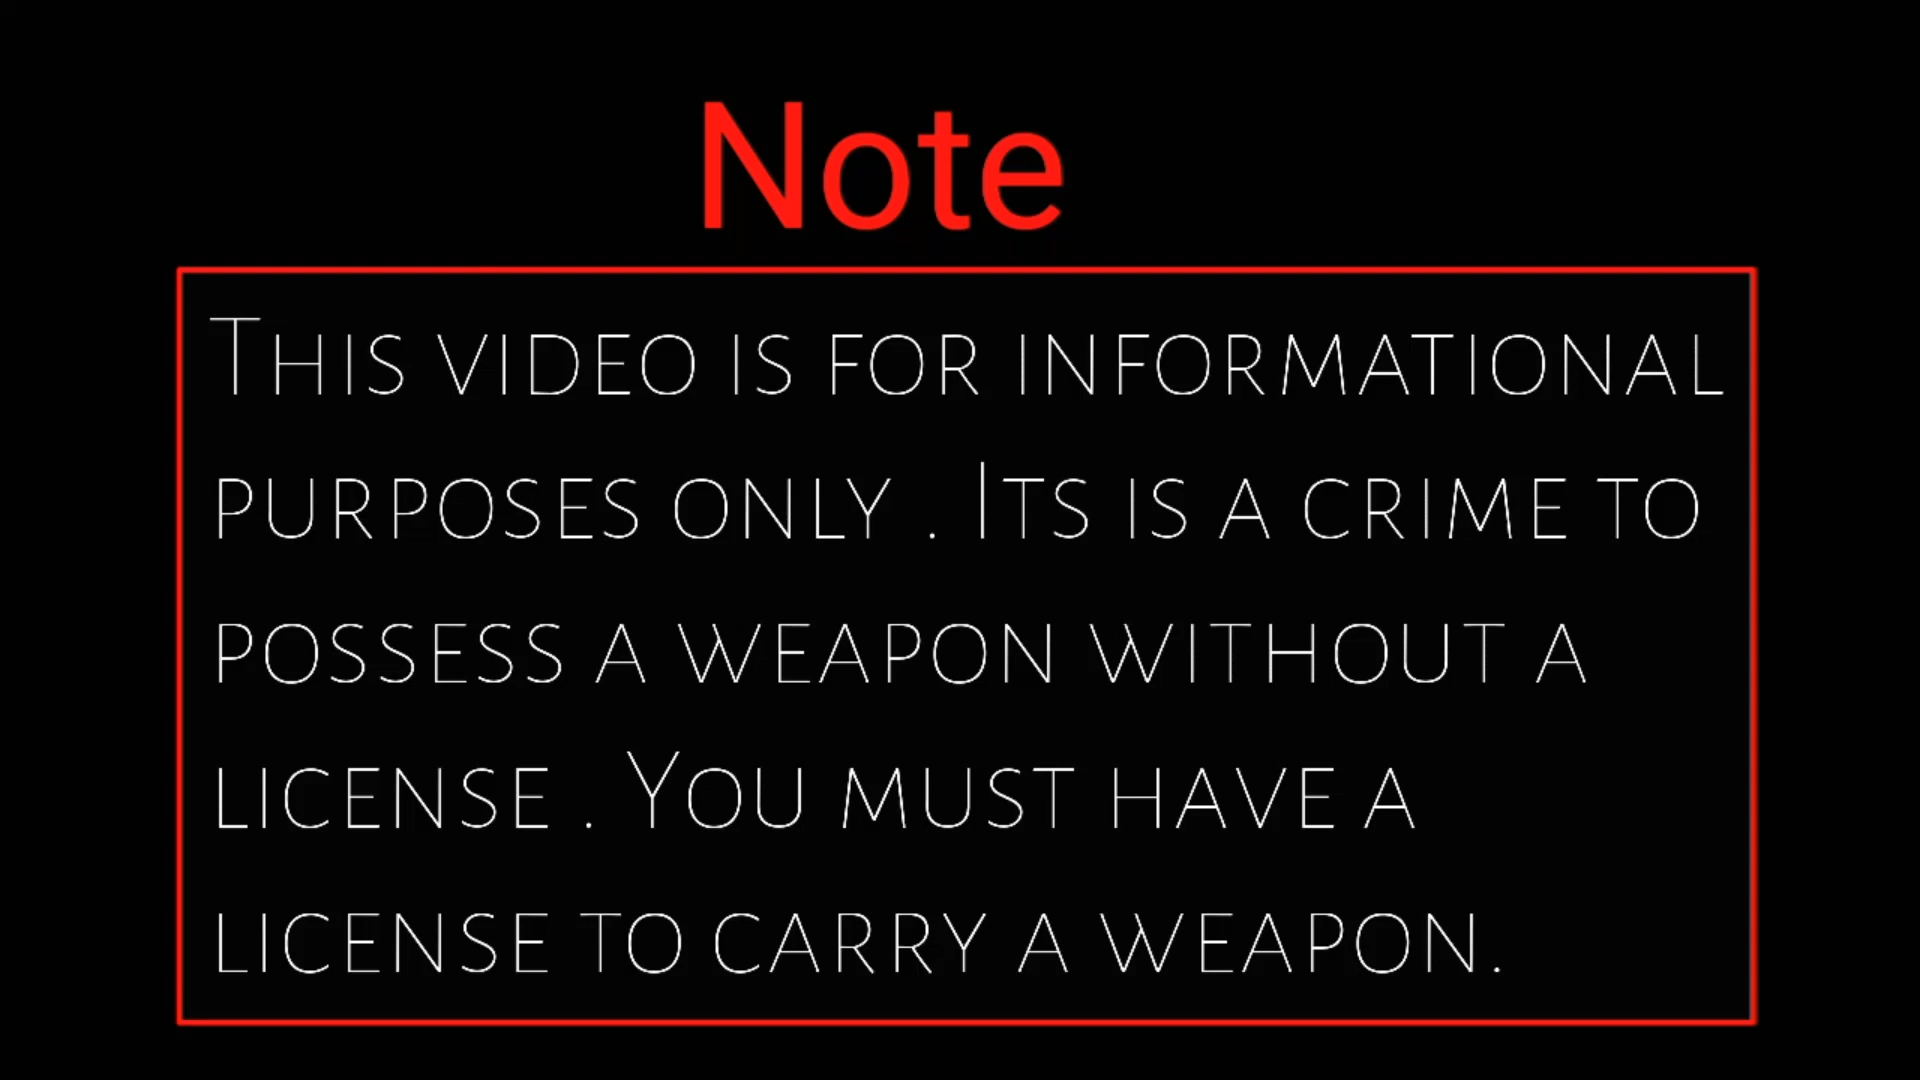 Note
This video is for informational
purposes only . Its is a crime to
possess a weapon without a
license . You must have a
license to carry a weapon.